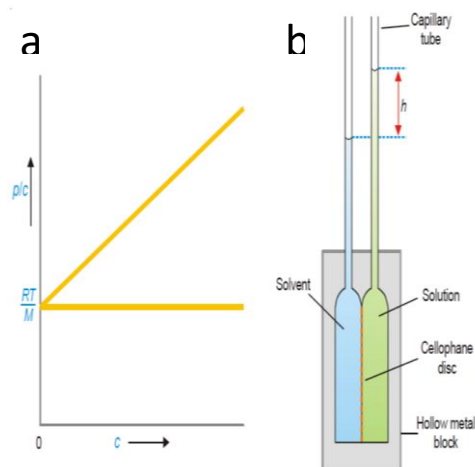 a
p/c
RT
M
0
c
b
Capillary
tube
h
Solvent
Solution
Cellophane
disc
Hollow metal
block